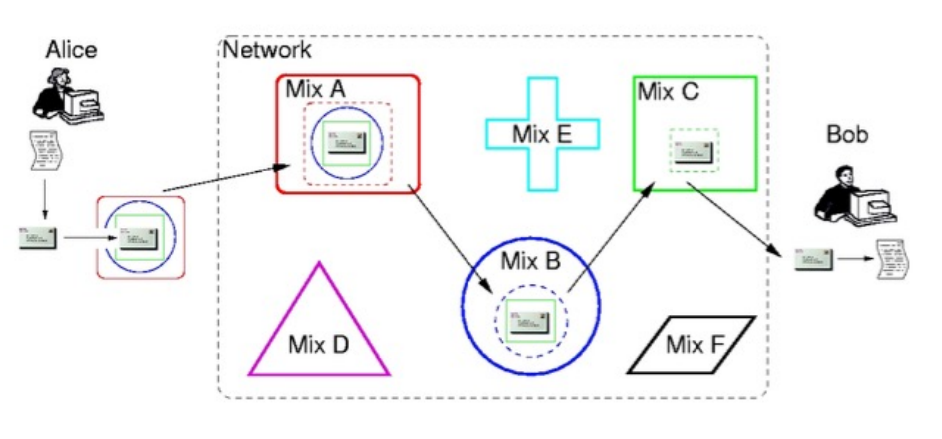 Alice
Network
Mix A
Mix E
Mix C
Bob
Mix B
Mix D
Mix F